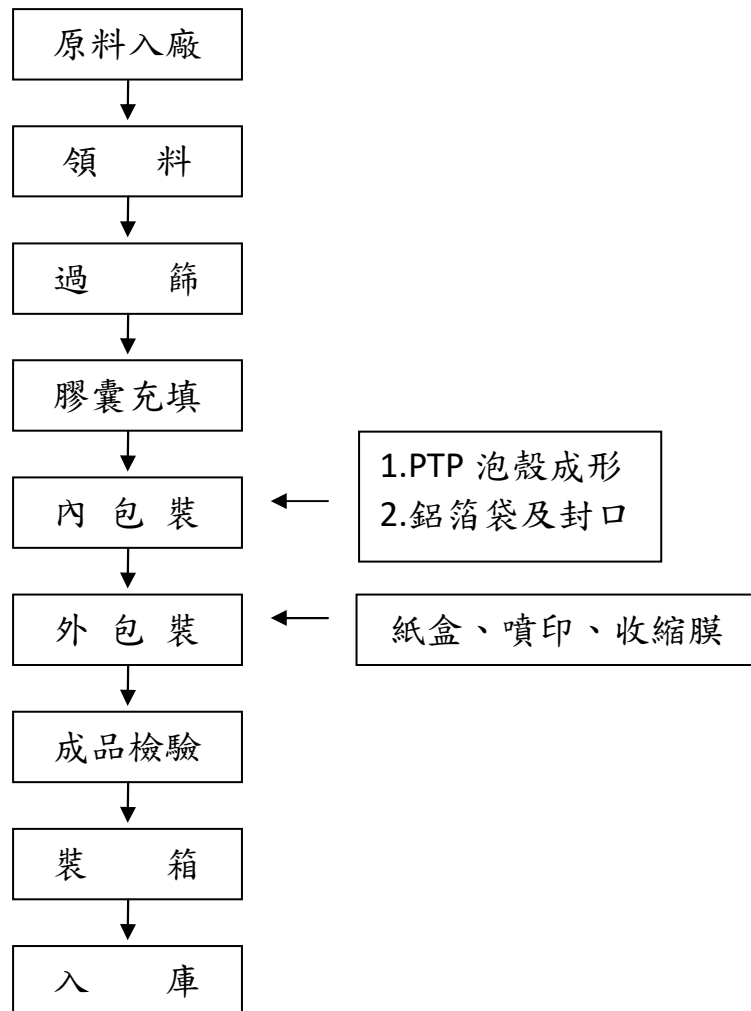 原料入廠
領 料
過 篩
膠囊充填
1.PTP 泡殼成形
2.鋁箔袋及封口
內 包 裝
外 包 裝
紙盒、噴印、收縮膜
成品檢驗
裝 箱
入 庫